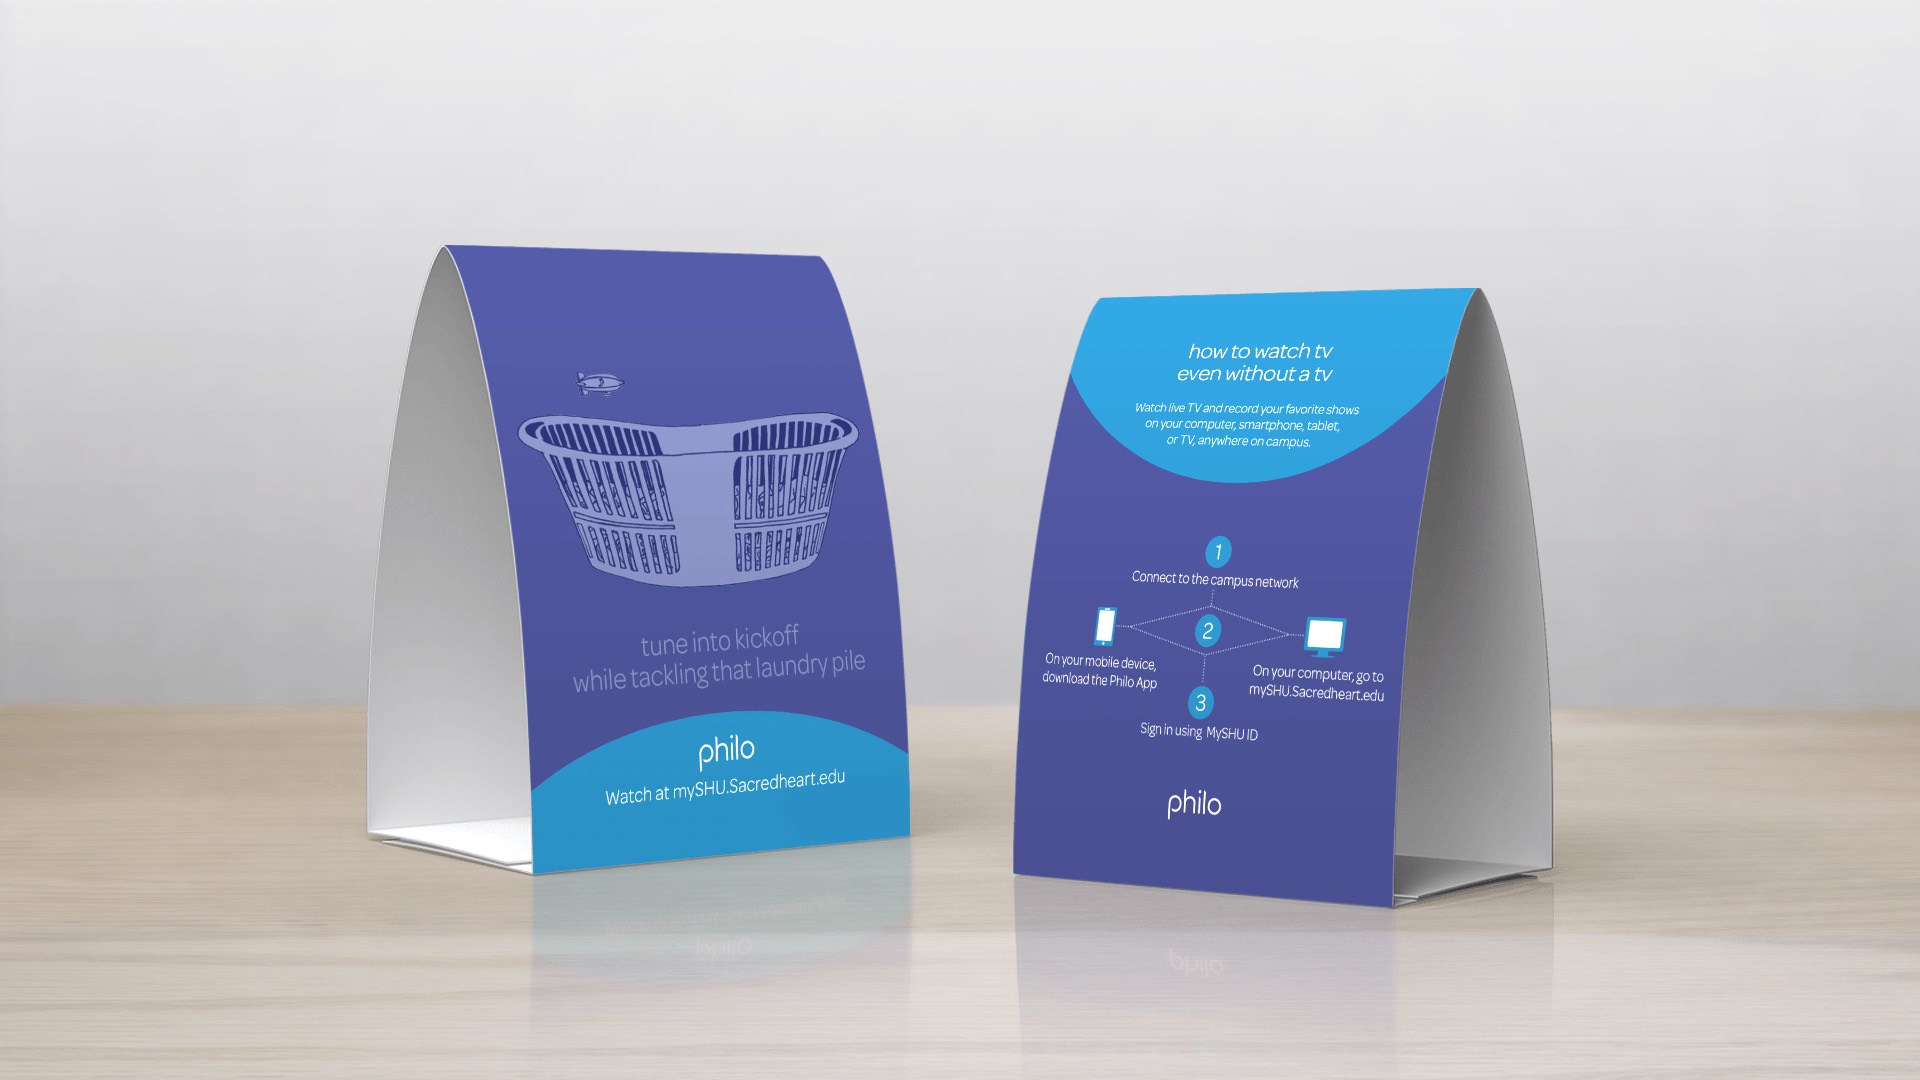 tune into kickoff
while tackling that laundry pile
philo
Watch at mySHU.Sacredheart.edu
how to watch tv
even without a tv
Watch live TV and record your favorite shows
on your computer, smartphone, tablet,
or TV, anywhere on campus.
1
Connect to the campus network
2
On your mobile device,
download the Philo App
On your computer, go to
mySHU.Sacredheart.edu
3
Sign in using MySHU ID
philo